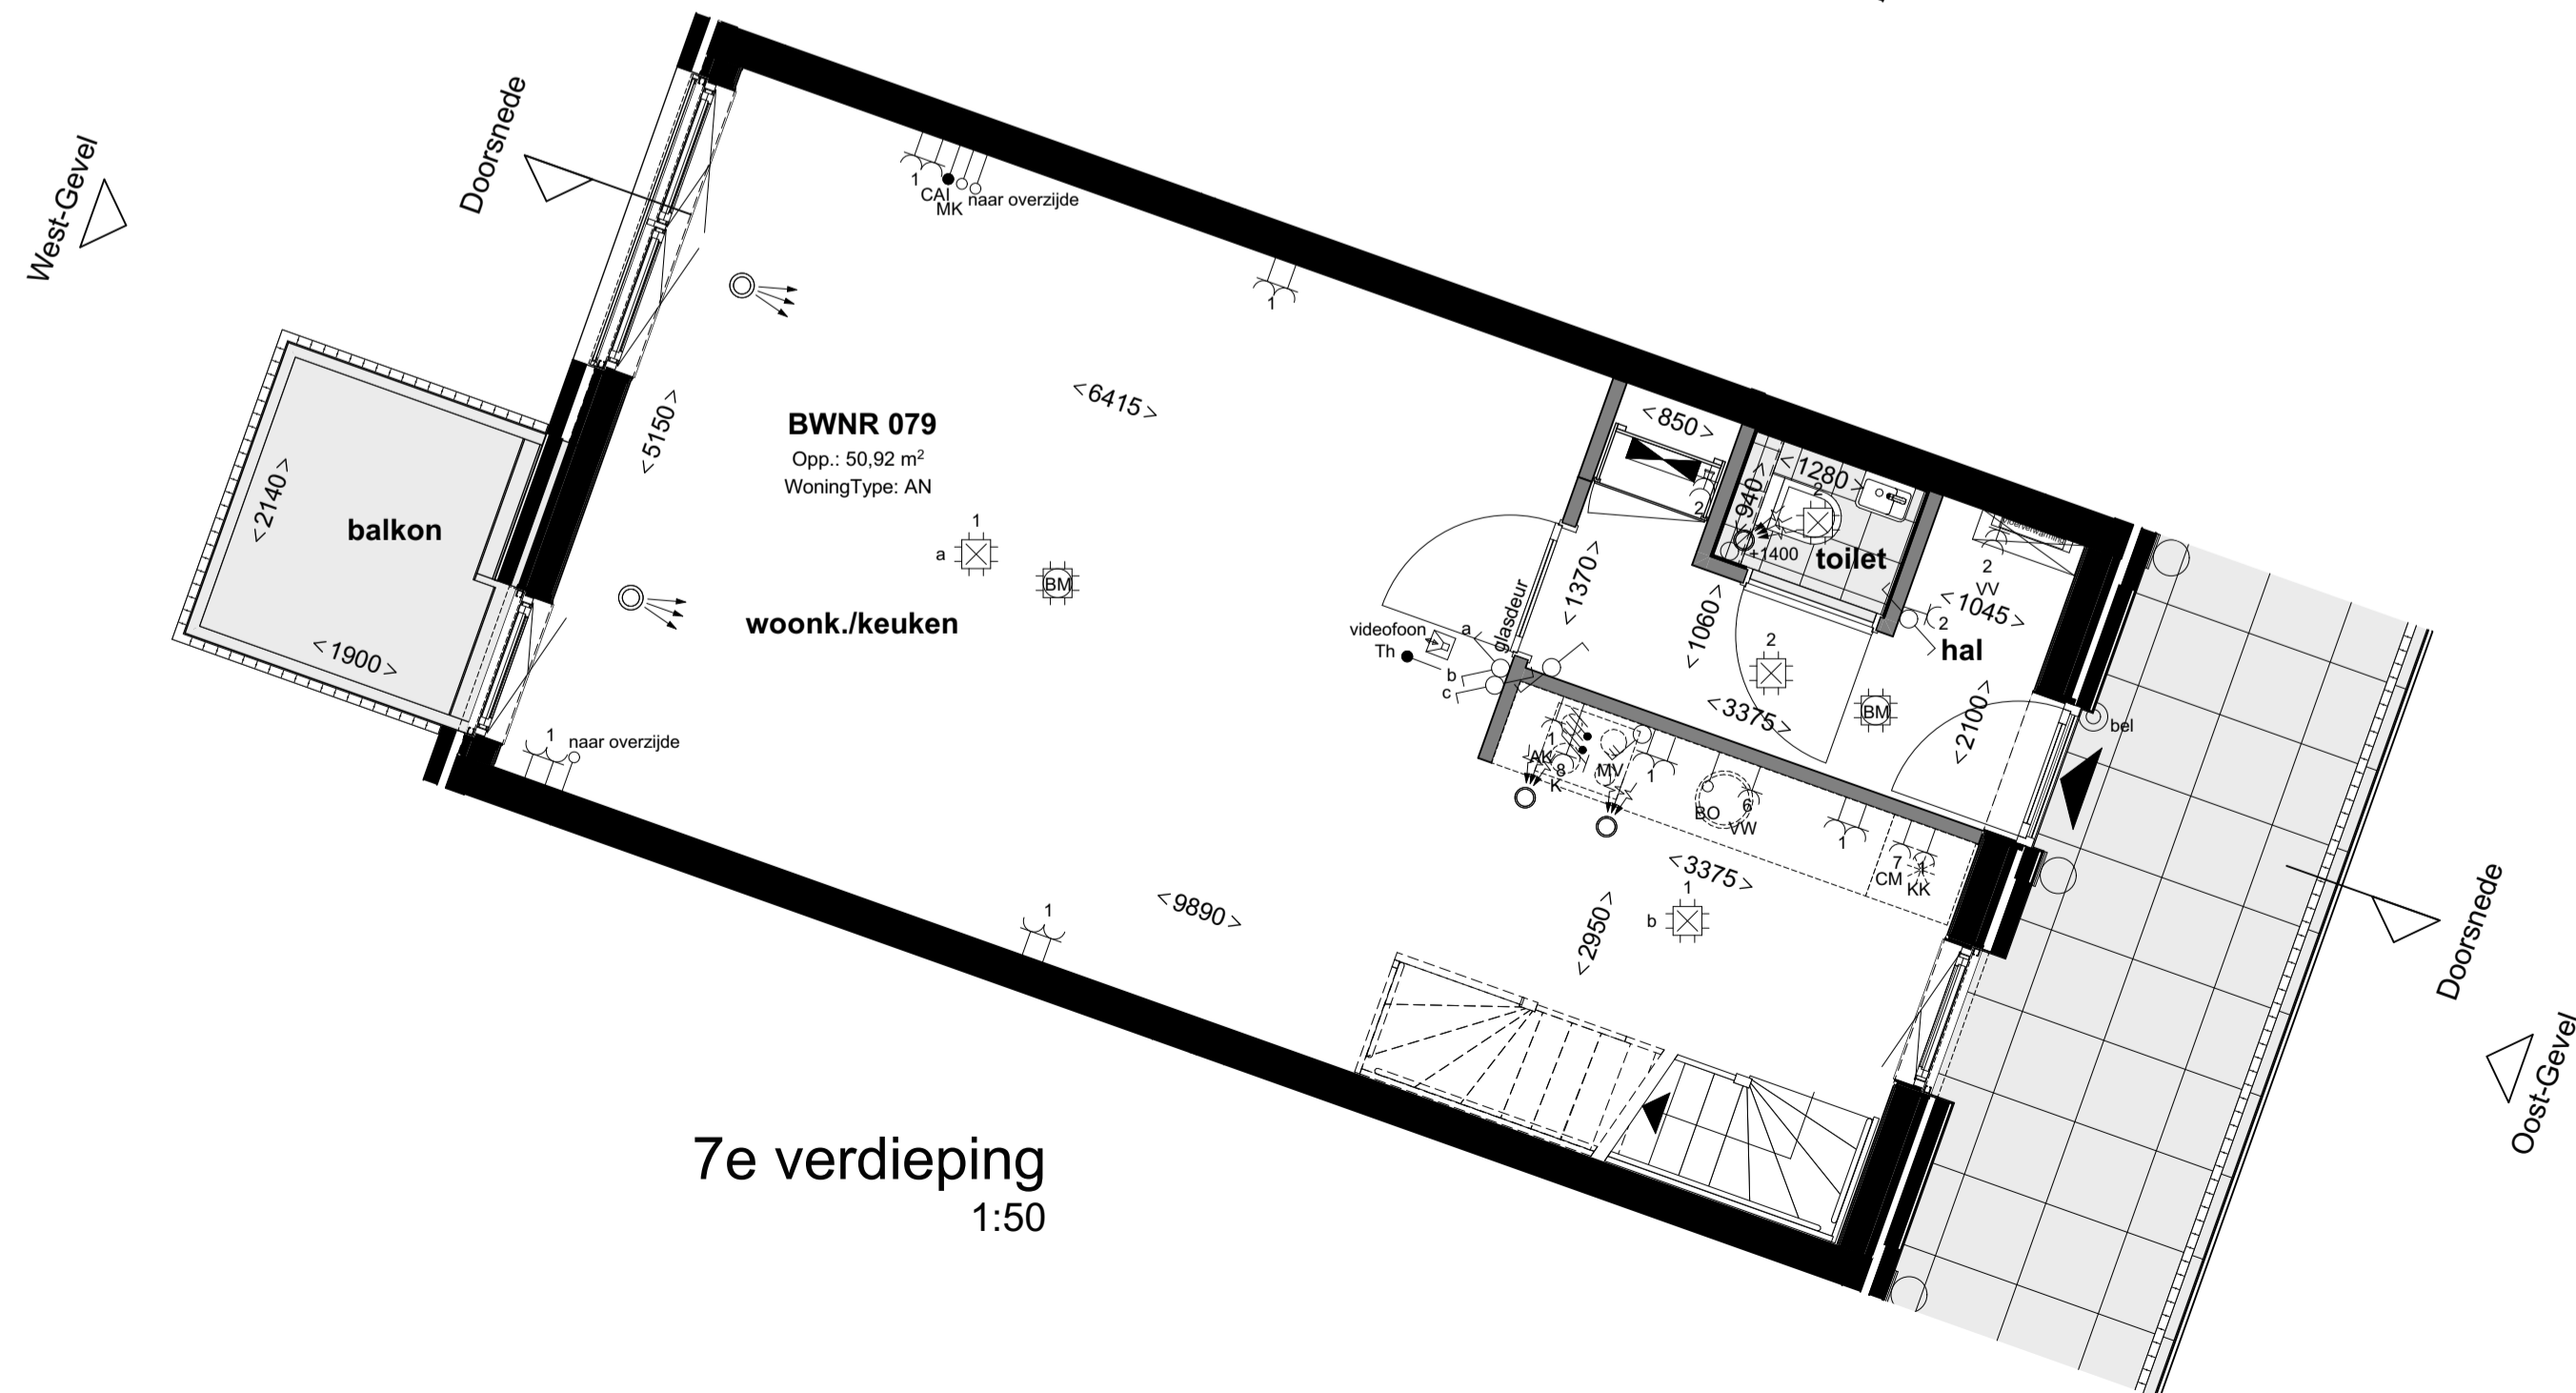 West-Gevel
Doorsnede
1
CAI
MK
naar overzijde
1
<5150>
BWNR 079
Opp.: 50,92 m²
WoningType: AN
<6415>
<2140>
balkon
<1900>
1
a
BM
woonk./keuken
1
naar overzijde
<850>
2
<1280>
2
<940>
+1400
toilet
2
VV
<1045>
2
hal
<1370>
<1060>
glasdeur
videofoon
Th
a
b
c
2
BM
<3375>
<2100>
bel
1
AK
8
K
MV
1
BO
6
VW
1
7
CM
1
KK
<3375>
1
b
<2950>
<9890>
1
Doorsnede
Oost-Gevel
7e verdieping
1:50